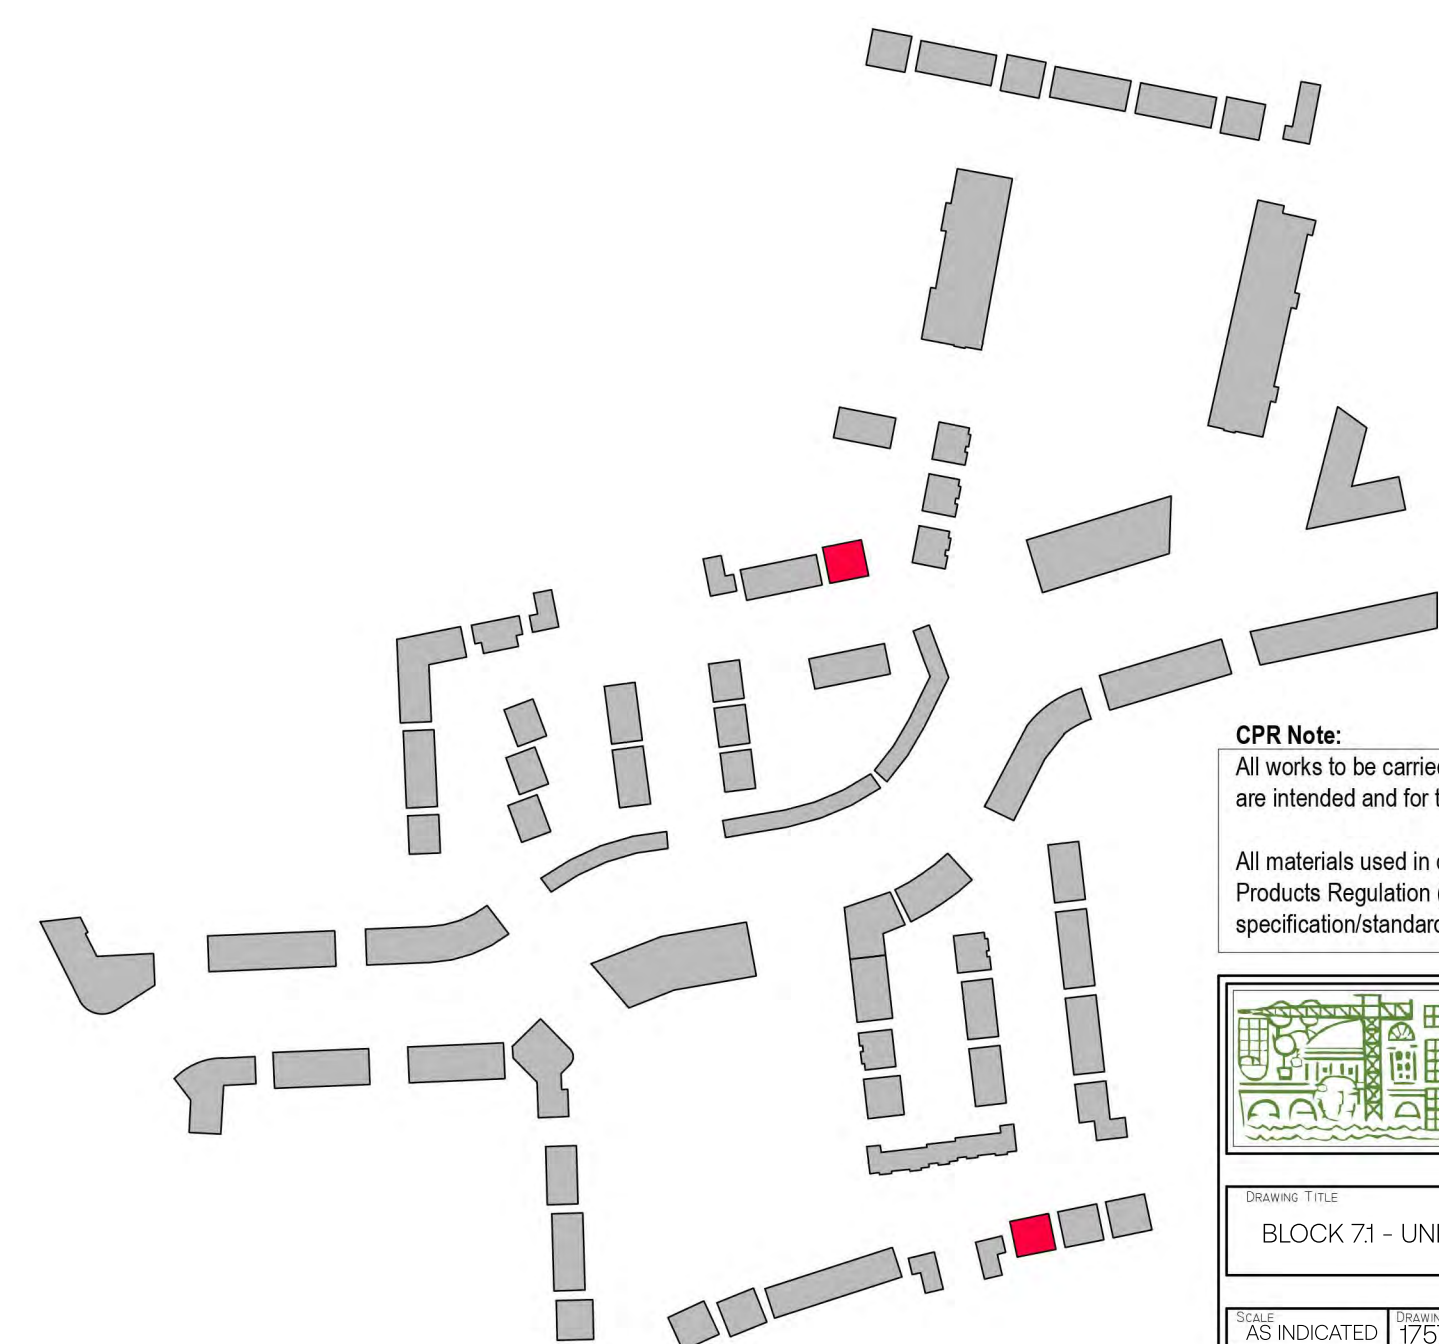 CPR Note:
All works to be carried
are intended and for t
All materials used in c
Products Regulation (
specification/standard
DRAWING TITLE
BLOCK 7.1 - UNI
SCALE
AS INDICATED
DRAWIN
175